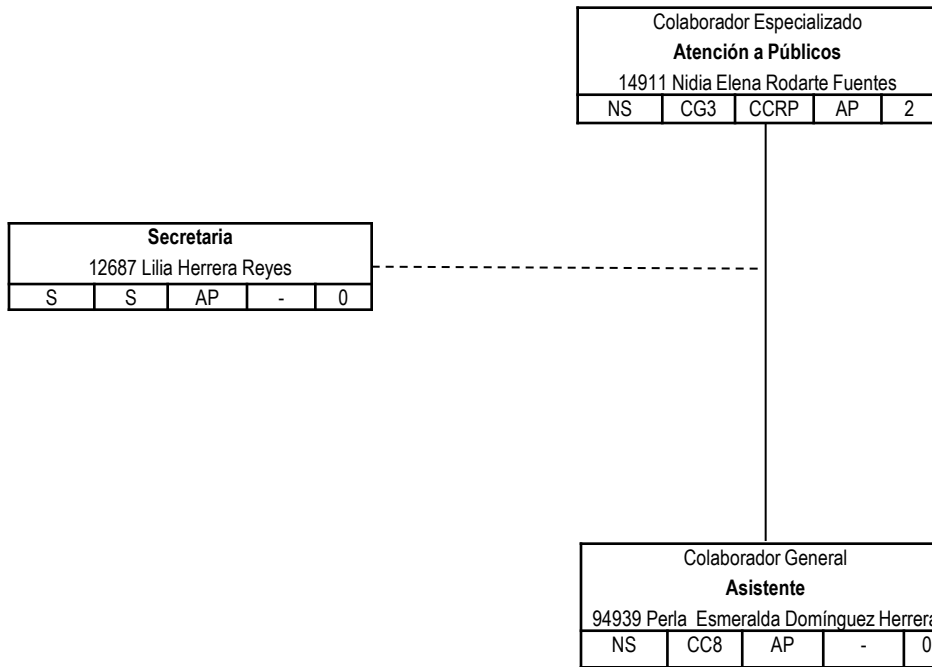 Colaborador Especializado
Atención a Públicos
14911 Nidia Elena Rodarte Fuentes
NS CG3 CCRP AP 2
Secretaria
12687 Lilia Herrera Reyes
S S AP - 0
Colaborador General
Asistente
94939 Perla Esmeralda Domínguez Herrera
NS CC8 AP - 0